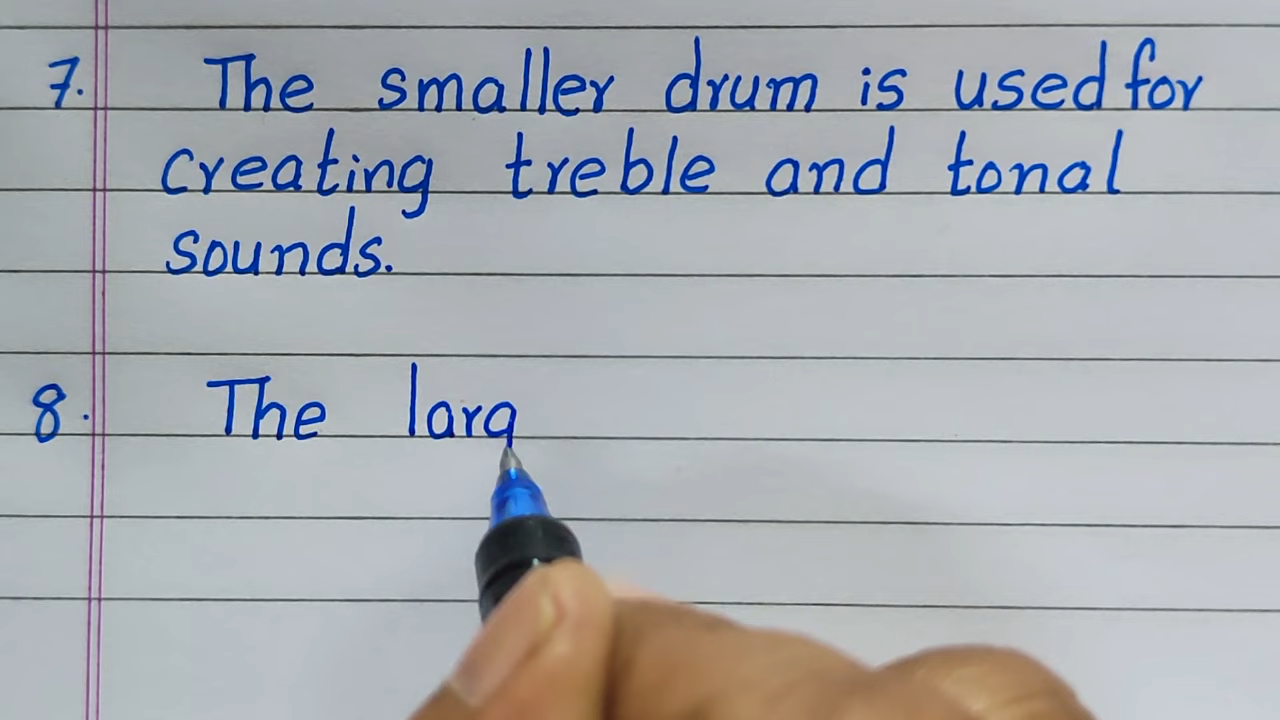 7. The smaller drum is used for
creating treble and tonal
sounds.
8. The larg